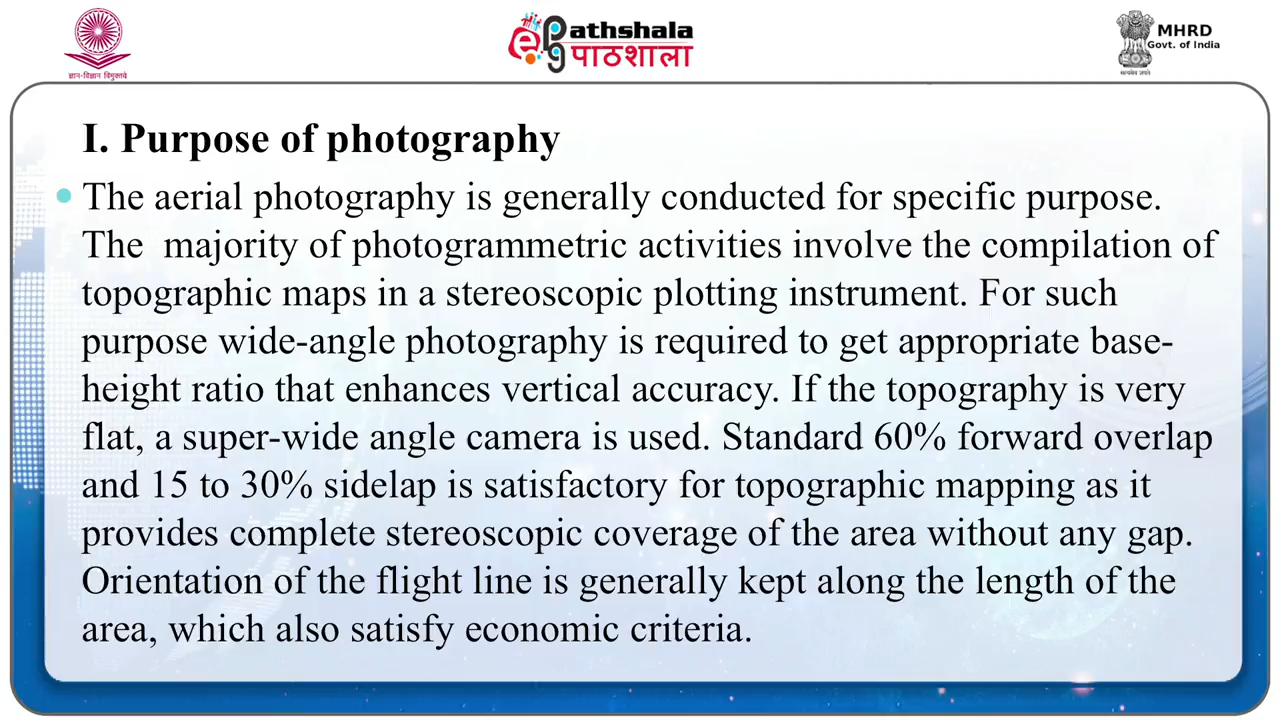 ज्ञान-विज्ञान विमुक्तये
Pathshala
पाठशाला
MHRD
Govt. of India
सत्यमेव जयते
I. Purpose of photography
The aerial photography is generally conducted for specific purpose.
The majority of photogrammetric activities involve the compilation of
topographic maps in a stereoscopic plotting instrument. For such
purpose wide-angle photography is required to get appropriate base-
height ratio that enhances vertical accuracy. If the topography is very
flat, a super-wide angle camera is used. Standard 60% forward overlap
and 15 to 30% sidelap is satisfactory for topographic mapping as it
provides complete stereoscopic coverage of the area without any gap.
Orientation of the flight line is generally kept along the length of the
area, which also satisfy economic criteria.